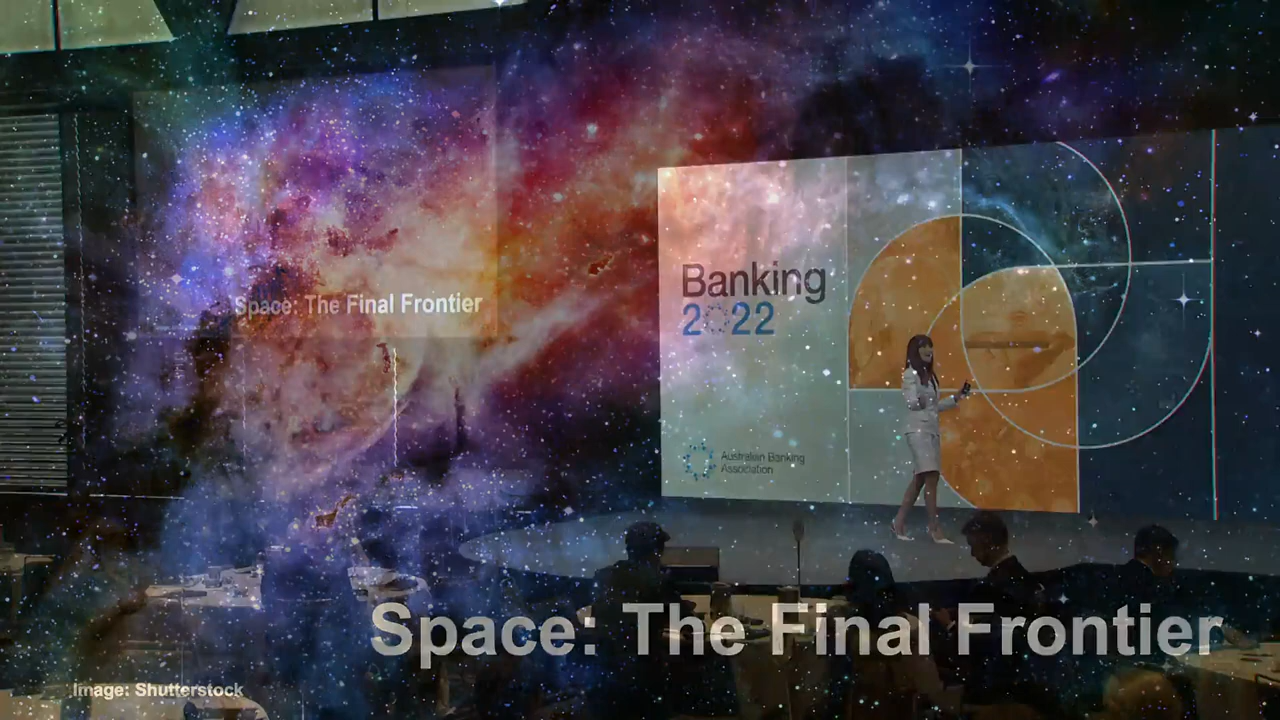 Space: The Final Frontier
Banking
2022
Australian Banking
Association
Space: The Final Frontier
Image: Shutterstock